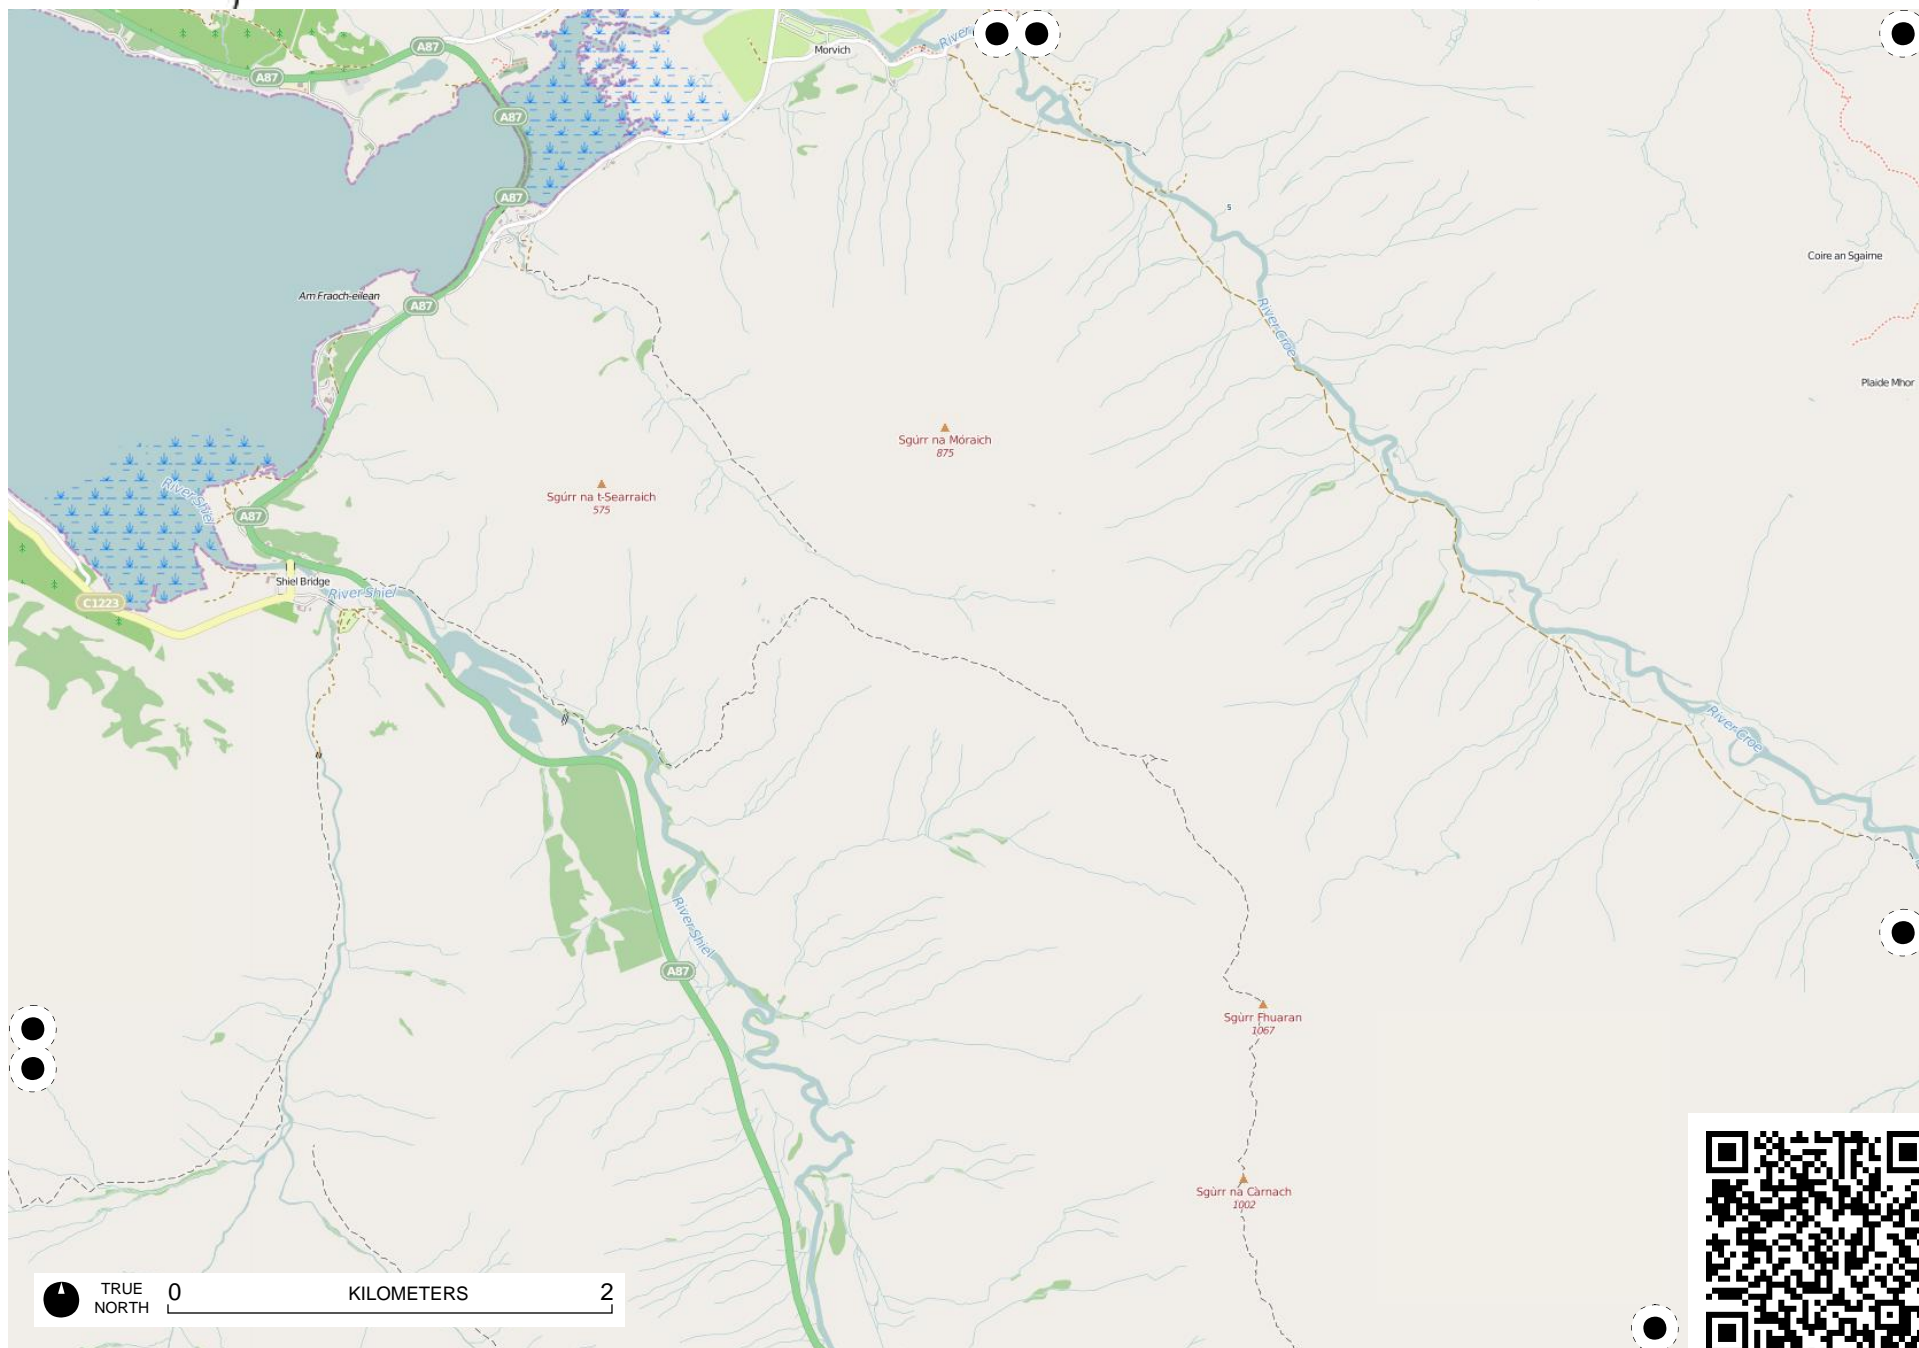 A87
Morvich
River
A87
A87
A87
s
Coire an Sgairne
Am Fraoch-eilean
A87
River Croe
Plaide Mhor
Sgùrr na Móraich
875
Sgùrr na t-Searraich
575
River Shiel
A87
Shiel Bridge
River Shiel
C1223
River Croe
River Shiel
A87
Sgùrr Fhuaran
1067
Sgùrr na Càrnach
1002
TRUE
NORTH
0 KILOMETERS 2